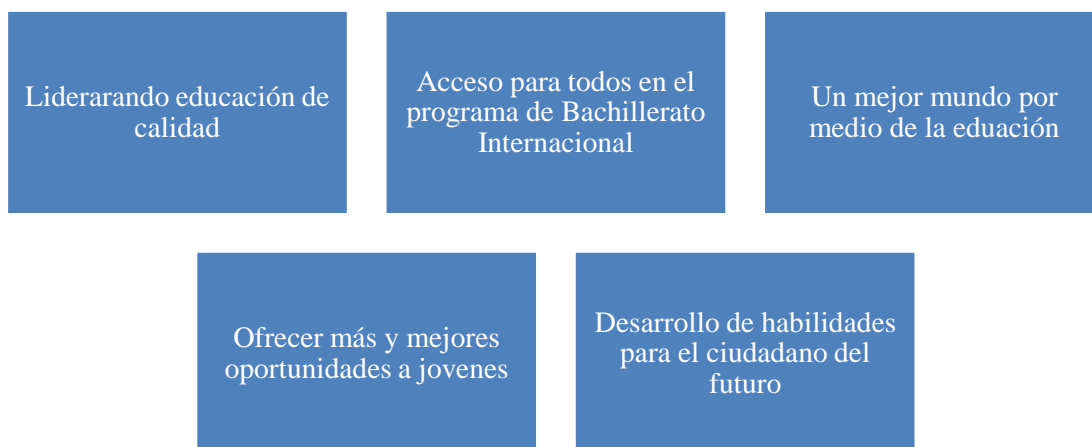 Liderarando educación de
calidad
Acceso para todos en el
programa de Bachillerato
Internacional
Un mejor mundo por
medio de la eduación
Ofrecer más y mejores
oportunidades a jovenes
Desarrollo de habilidades
para el ciudadano del
futuro